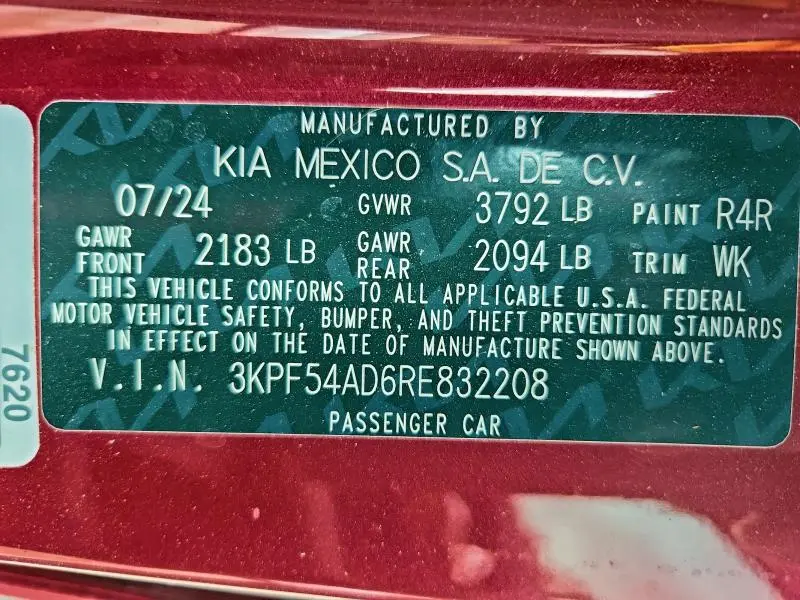 MANUFACTURED BY
KIA MEXICO S.A. DE C.V.
07/24 GVWR 3792 LB PAINT R4R
GAWR FRONT 2183 LB GAWR REAR 2094 LB TRIM WK
THIS VEHICLE CONFORMS TO ALL APPLICABLE U.S.A. FEDERAL
MOTOR VEHICLE SAFETY, BUMPER, AND THEFT PREVENTION STANDARDS
IN EFFECT ON THE DATE OF MANUFACTURE SHOWN ABOVE.
V.I.N. 3KPF54AD6RE832208
PASSENGER CAR
7620